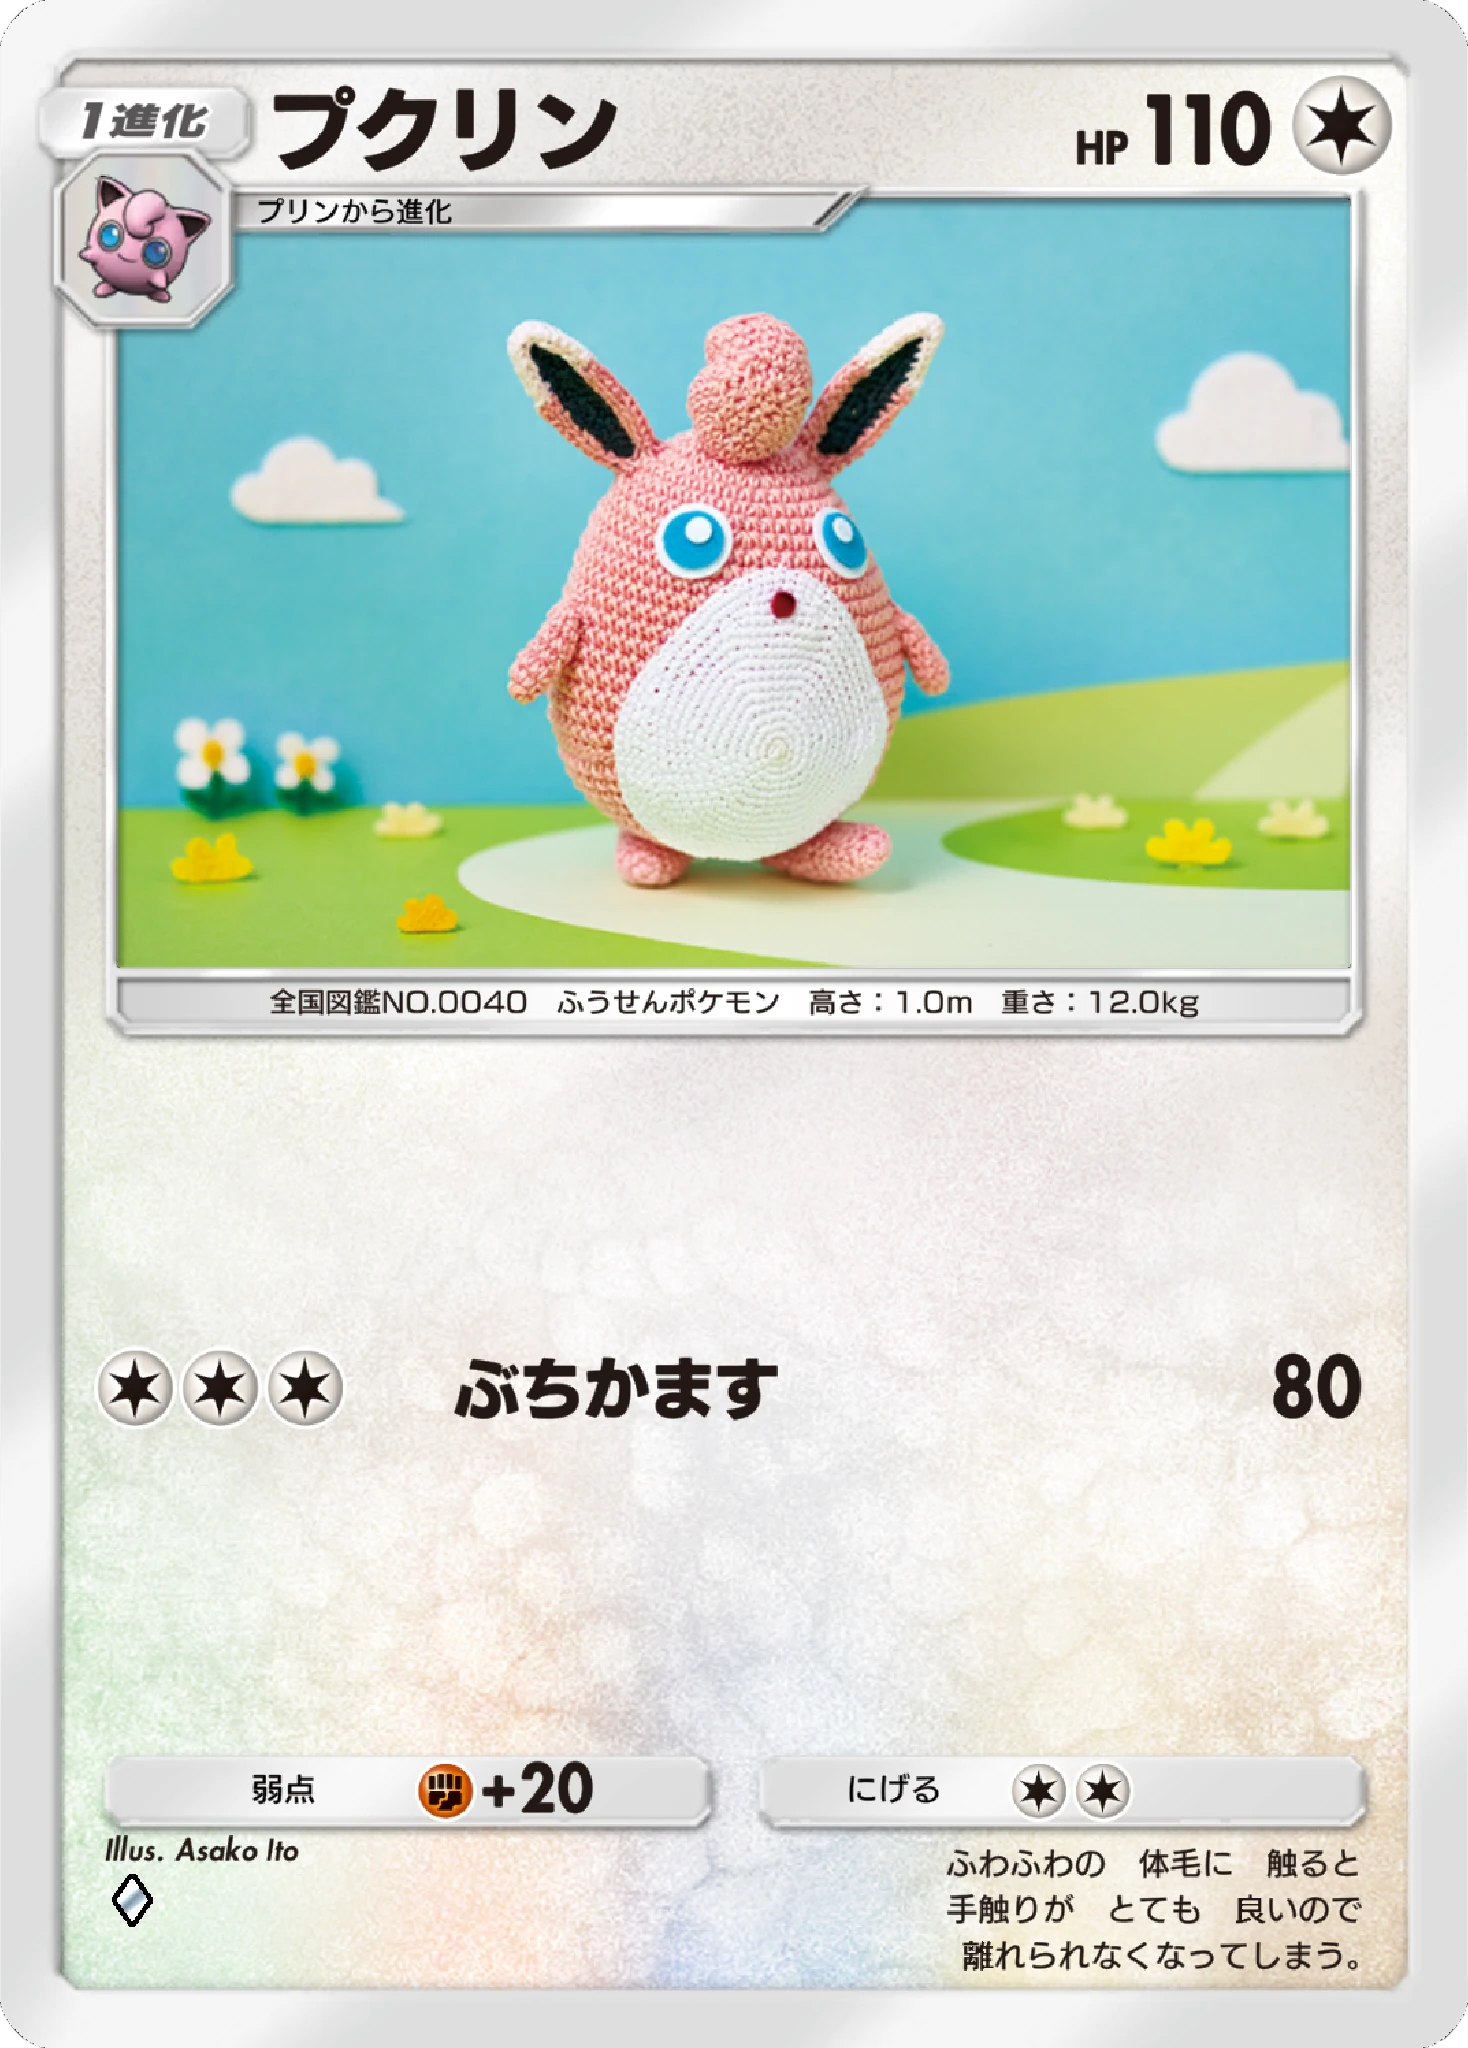 1進化
プクリン
HP 110
プリンから進化
全国図鑑NO.0040 ふうせんポケモン 高さ：1.0m 重さ：12.0kg
ぶちかます 80
弱点 +20
にげる
Illus. Asako Ito
ふわふわの 体毛に 触ると
手触りが とても 良いので
離れられなくなってしまう。